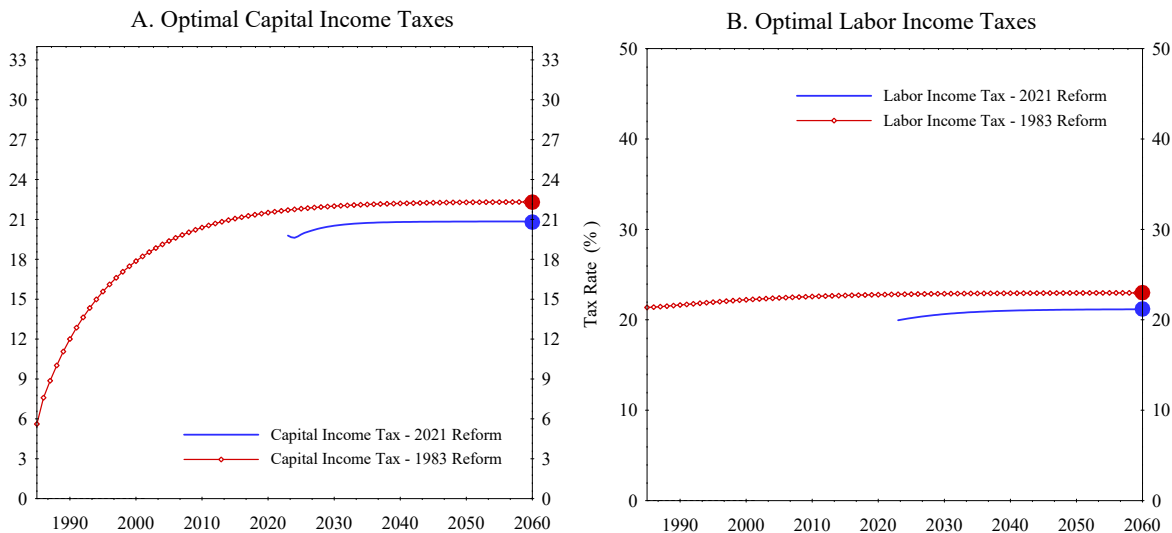 A. Optimal Capital Income Taxes
33 33
30 30
27 27
24 24
21 21
18 18
15 15
12 12
9 9
6 6
3 3
0 0
Capital Income Tax - 2021 Reform
Capital Income Tax - 1983 Reform
1990 2000 2010 2020 2030 2040 2050 2060
B. Optimal Labor Income Taxes
Tax Rate (%)
50 50
40 40
30 30
20 20
10 10
0 0
Labor Income Tax - 2021 Reform
Labor Income Tax - 1983 Reform
1990 2000 2010 2020 2030 2040 2050 2060